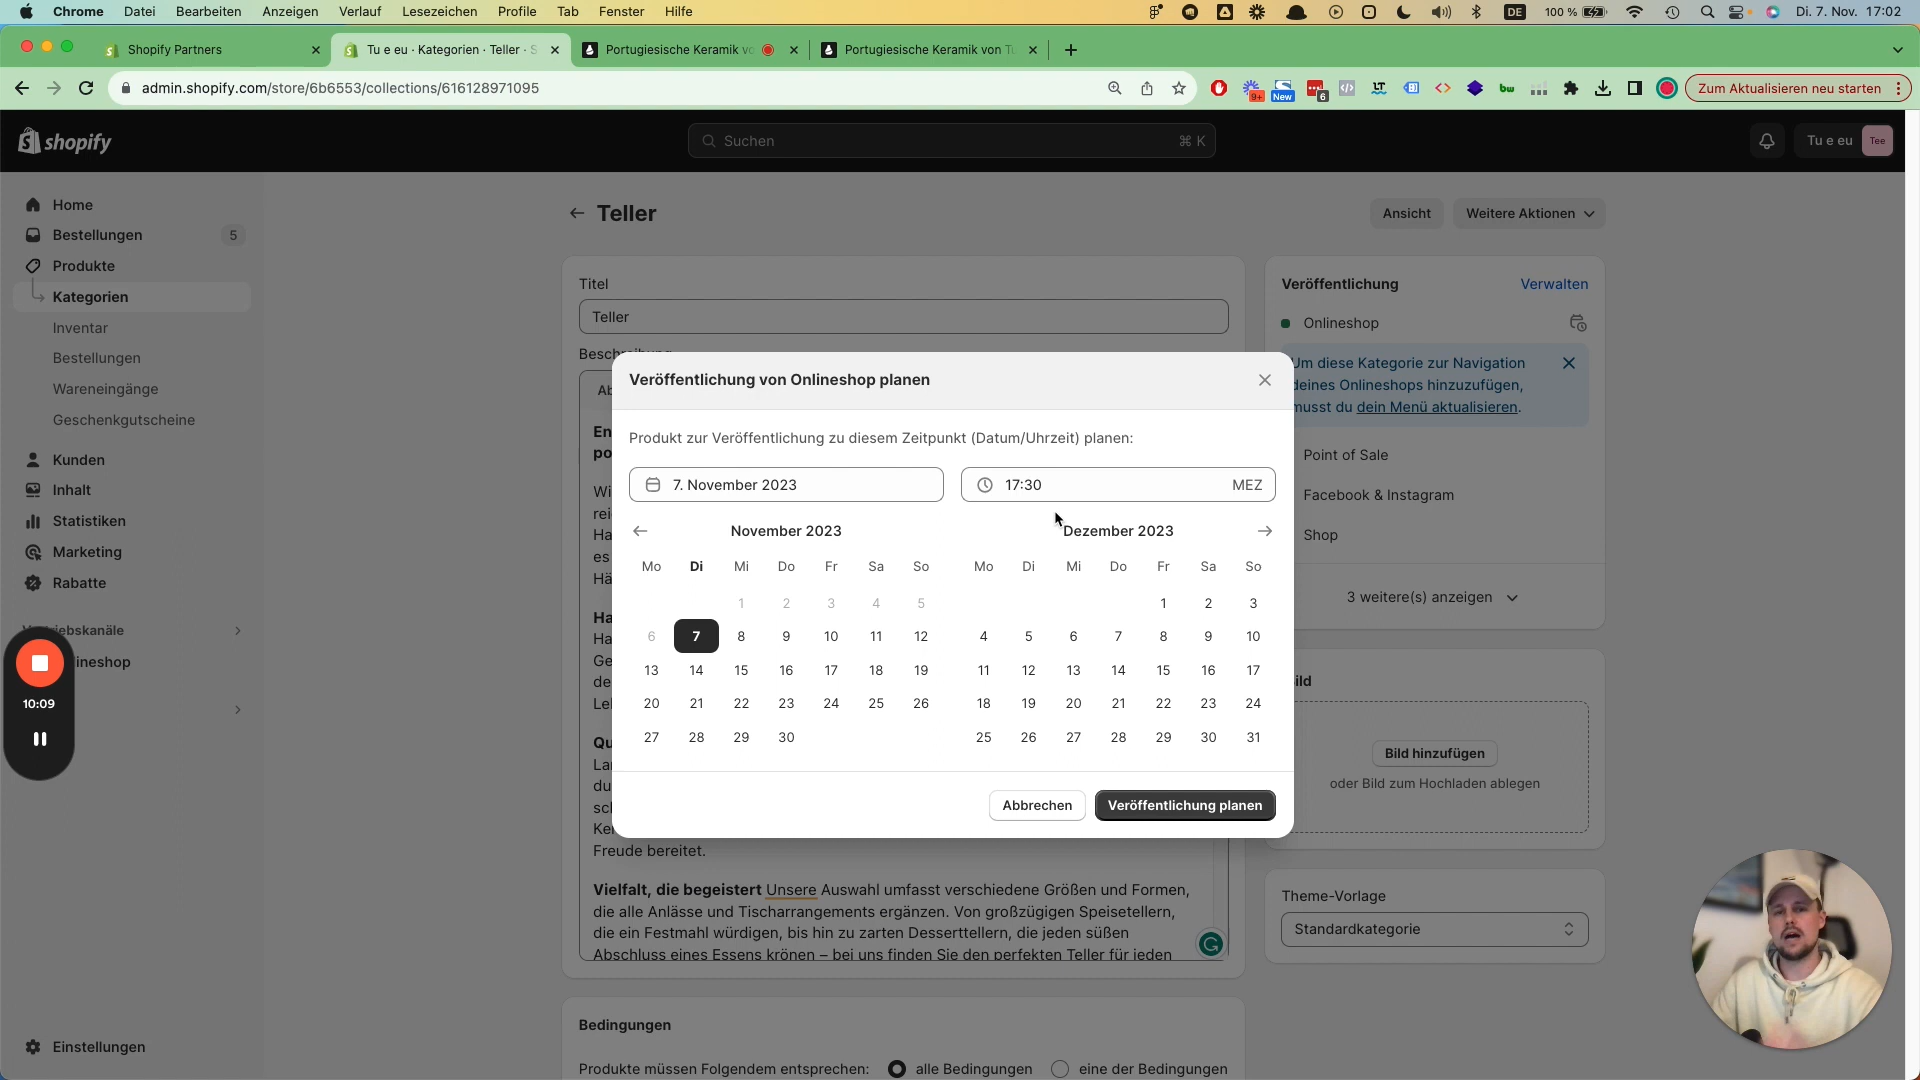 Chrome Datei Bearbeiten Anzeigen Verlauf Lesezeichen Profile Tab Fenster Hilfe DE 100 % Di. 7. Nov. 17:02
Shopify Partners
Tu e eu · Kategorien · Teller · S
Portugiesische Keramik vo
Portugiesische Keramik von Tu
admin.shopify.com/store/6b6553/collections/616128971095
9+
New
6
LT
bw
Zum Aktualisieren neu starten
shopify
Suchen
⌘ K
Tu e eu
Tee
Home
Bestellungen
5
Produkte
Kategorien
Inventar
Bestellungen
Wareneingänge
Geschenkgutscheine
Kunden
Inhalt
Statistiken
Marketing
Rabatte
10:09
Einstellungen
Teller
Ansicht
Weitere Aktionen
Titel
Teller
Veröffentlichung von Onlineshop planen
Produkt zur Veröffentlichung zu diesem Zeitpunkt (Datum/Uhrzeit) planen:
7. November 2023
17:30
MEZ
November 2023
Mo Di Mi Do Fr Sa So
1 2 3 4 5
6 7 8 9 10 11 12
13 14 15 16 17 18 19
20 21 22 23 24 25 26
27 28 29 30
Dezember 2023
Mo Di Mi Do Fr Sa So
1 2 3
4 5 6 7 8 9 10
11 12 13 14 15 16 17
18 19 20 21 22 23 24
25 26 27 28 29 30 31
Abbrechen
Veröffentlichung planen
Freude bereitet.
Vielfalt, die begeistert Unsere Auswahl umfasst verschiedene Größen und Formen,
die alle Anlässe und Tischarrangements ergänzen. Von großzügigen Speisetellern,
die ein Festmahl würdigen, bis hin zu zarten Desserttellern, die jeden süßen
Abschluss eines Essens krönen – bei uns finden Sie den perfekten Teller für jeden
Bedingungen
Produkte müssen Folgendem entsprechen:
alle Bedingungen
eine der Bedingungen
Veröffentlichung
Verwalten
Onlineshop
Um diese Kategorie zur Navigation
deines Onlineshops hinzuzufügen,
musst du dein Menü aktualisieren.
Point of Sale
Facebook & Instagram
Shop
3 weitere(s) anzeigen
Bild hinzufügen
oder Bild zum Hochladen ablegen
Theme-Vorlage
Standardkategorie